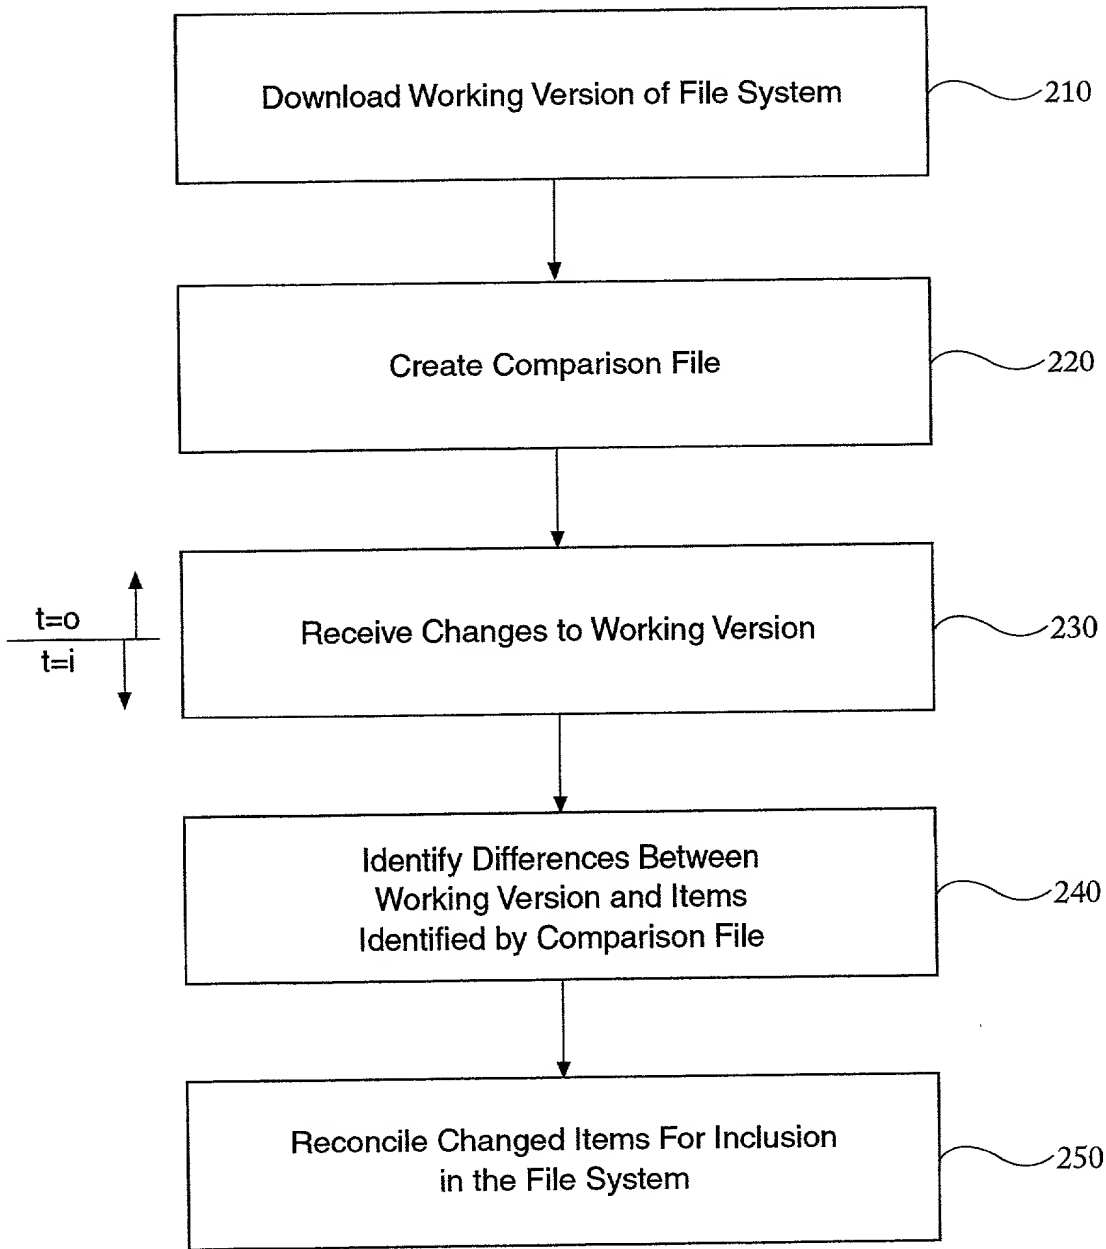 Download Working Version of File System
210
Create Comparison File
220
t=o
t=i
Receive Changes to Working Version
230
Identify Differences Between
Working Version and Items
Identified by Comparison File
240
Reconcile Changed Items For Inclusion
in the File System
250